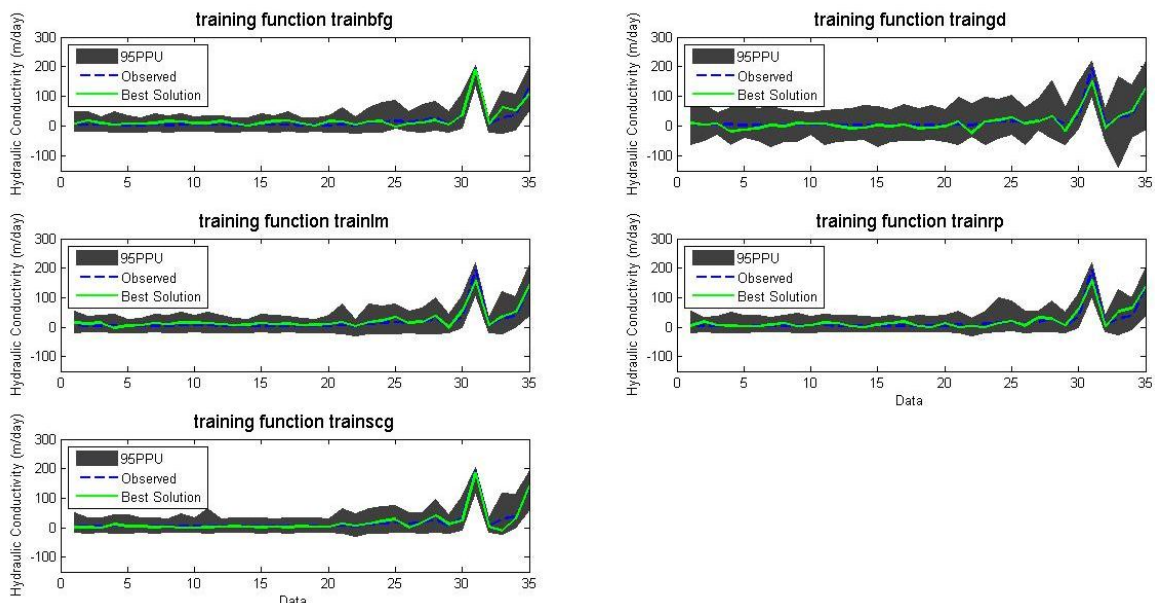 training function trainbfg
Hydraulic Conductivity (m/day)
300
200
100
0
-100
95PPU
Observed
Best Solution
0 5 10 15 20 25 30 35
training function traingd
Hydraulic Conductivity (m/day)
300
200
100
0
-100
95PPU
Observed
Best Solution
0 5 10 15 20 25 30 35
training function trainlm
Hydraulic Conductivity (m/day)
300
200
100
0
-100
95PPU
Observed
Best Solution
0 5 10 15 20 25 30 35
training function trainrp
Hydraulic Conductivity (m/day)
300
200
100
0
-100
95PPU
Observed
Best Solution
0 5 10 15 20 25 30 35
Data
training function trainscg
Hydraulic Conductivity (m/day)
300
200
100
0
-100
95PPU
Observed
Best Solution
0 5 10 15 20 25 30 35
Data